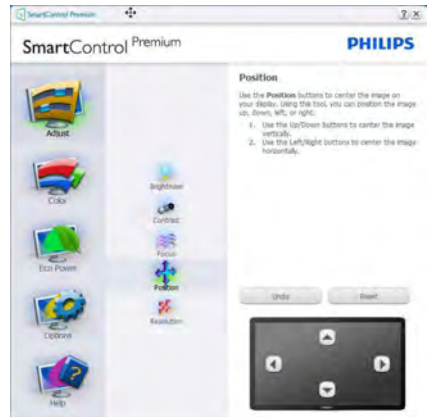 SmartControl Premium
SmartControl Premium
PHILIPS
Adjust
Color
Eco Power
Options
Help
Brightness
Contrast
Focus
Position
Resolution
Position
Use the Position buttons to center the image on
your display. Using the tool, you can position the image
up, down, left, or right.
1. Use the Up/Down buttons to center the image
vertically.
2. Use the Left/Right buttons to center the image
horizontally.
Undo
Reset